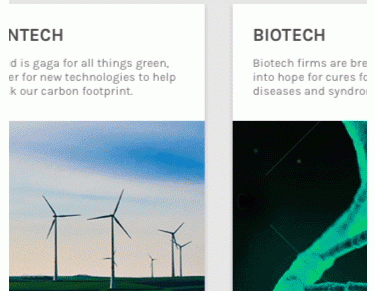 NTECH
d is gaga for all things green,
er for new technologies to help
k our carbon footprint.
BIOTECH
Biotech firms are bre
into hope for cures fo
diseases and syndro